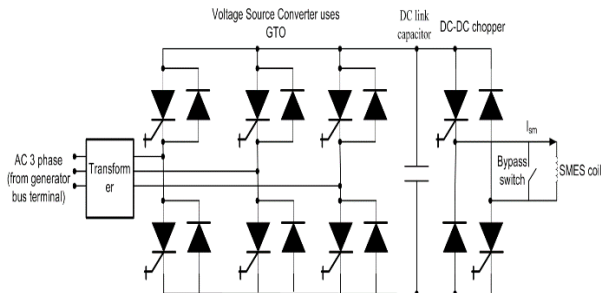 Voltage Source Converter uses
GTO
DC link
capacitor
DC-DC chopper
AC 3 phase
(from generator
bus terminal)
Transform
er
Ism
Bypass
switch
SMES coil